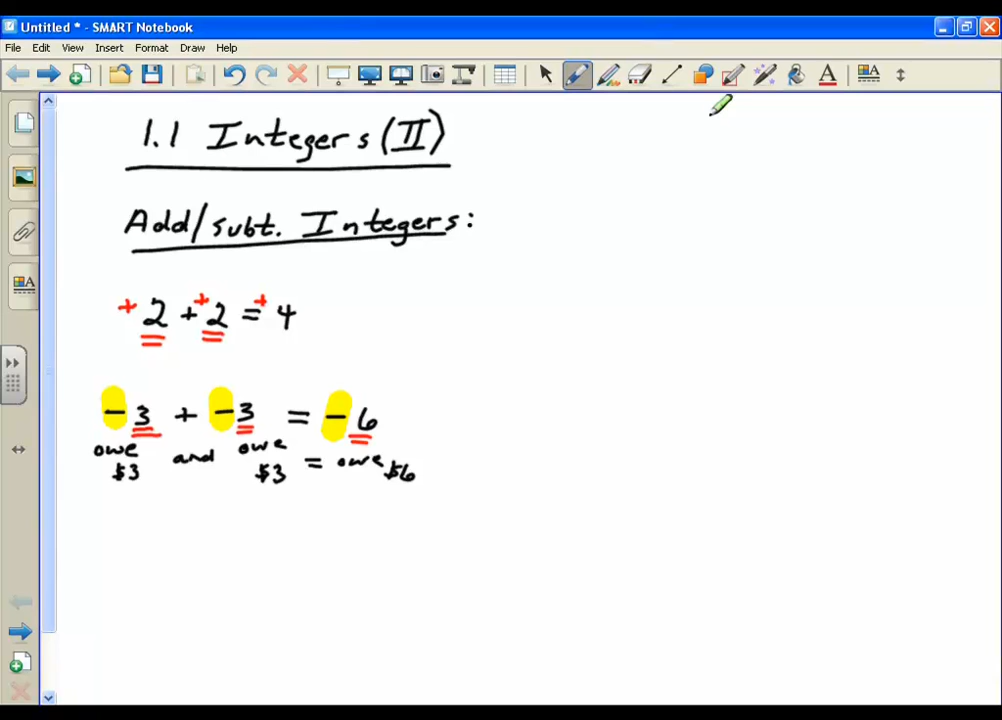 Untitled * - SMART Notebook
File Edit View Insert Format Draw Help
1.1 Integers (II)
Add/subt. Integers:
+2 + +2 = +4
-3 + -3 = -6
owe $3 and owe $3 = owe $6